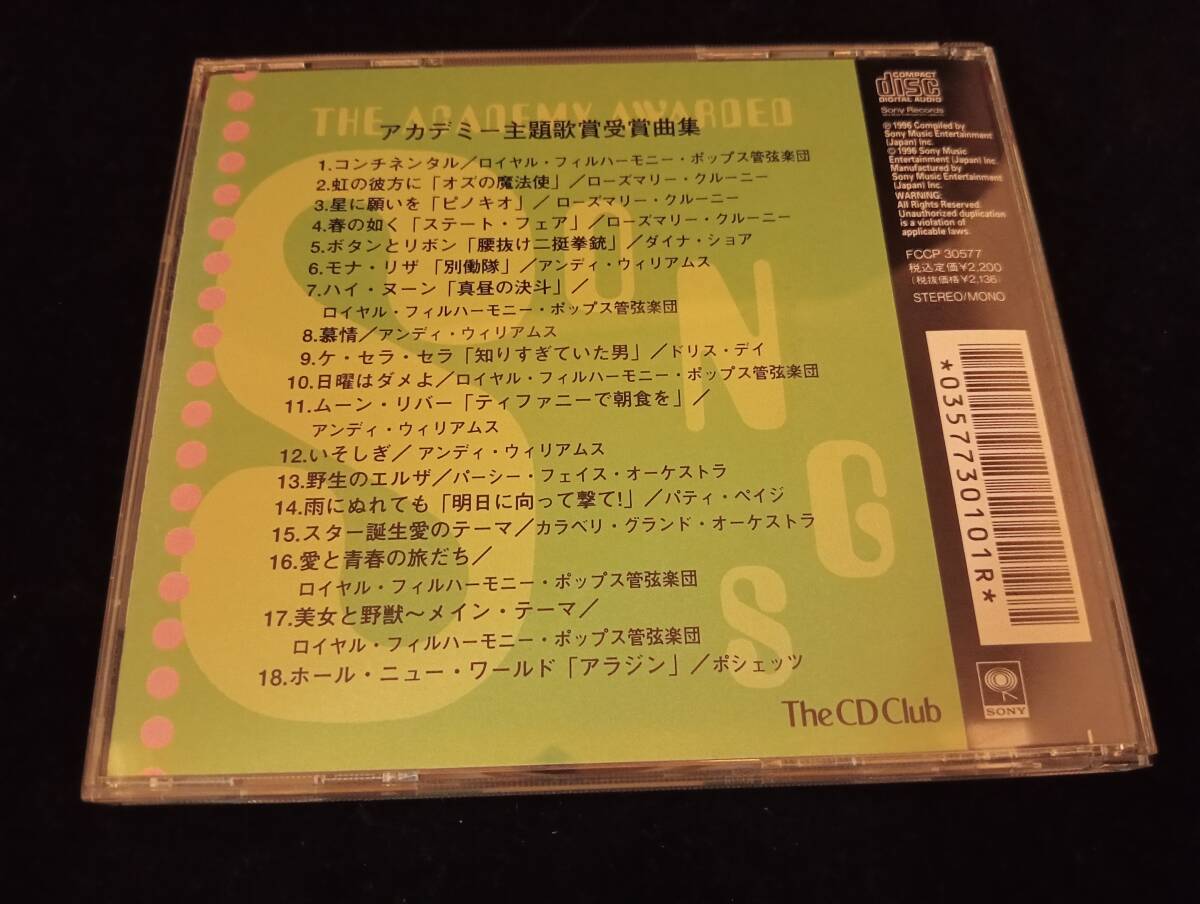 THE ACADEMY AWARDED
アカデミー主題歌賞受賞曲集
1.コンチネンタル／ロイヤル・フィルハーモニー・ポップス管弦楽団
2.虹の彼方に「オズの魔法使」／ローズマリー・クルーニー
3.星に願いを「ピノキオ」／ローズマリー・クルーニー
4.春の如く「ステート・フェア」／ローズマリー・クルーニー
5.ボタンとリボン「腰抜け二挺拳銃」／ダイナ・ショア
6.モナ・リザ「別働隊」／アンディ・ウィリアムス
7.ハイ・ヌーン「真昼の決斗」／
ロイヤル・フィルハーモニー・ポップス管弦楽団
8.慕情／アンディ・ウィリアムス
9.ケ・セラ・セラ「知りすぎていた男」／ドリス・デイ
10.日曜はダメよ／ロイヤル・フィルハーモニー・ポップス管弦楽団
11.ムーン・リバー「ティファニーで朝食を」／
アンディ・ウィリアムス
12.いそしぎ／アンディ・ウィリアムス
13.野生のエルザ／パーシー・フェイス・オーケストラ
14.雨にぬれても「明日に向って撃て!」／パティ・ペイジ
15.スター誕生愛のテーマ／カラベリ・グランド・オーケストラ
16.愛と青春の旅だち／
ロイヤル・フィルハーモニー・ポップス管弦楽団
17.美女と野獣〜メイン・テーマ／
ロイヤル・フィルハーモニー・ポップス管弦楽団
18.ホール・ニュー・ワールド「アラジン」／ポシェッツ
SONGS
The CD Club
COMPACT
disc
DIGITAL AUDIO
Sony Records
℗ 1996 Compiled by
Sony Music Entertainment
(Japan) Inc.
© 1996 Sony Music
Entertainment (Japan) Inc.
Manufactured by
Sony Music Entertainment
(Japan) Inc.
WARNING:
All Rights Reserved.
Unauthorized duplication
is a violation of
applicable laws.
FCCP 30577
税込定価¥2,200
(税抜価格¥2,136)
STEREO/MONO
*0357730101R*
SONY